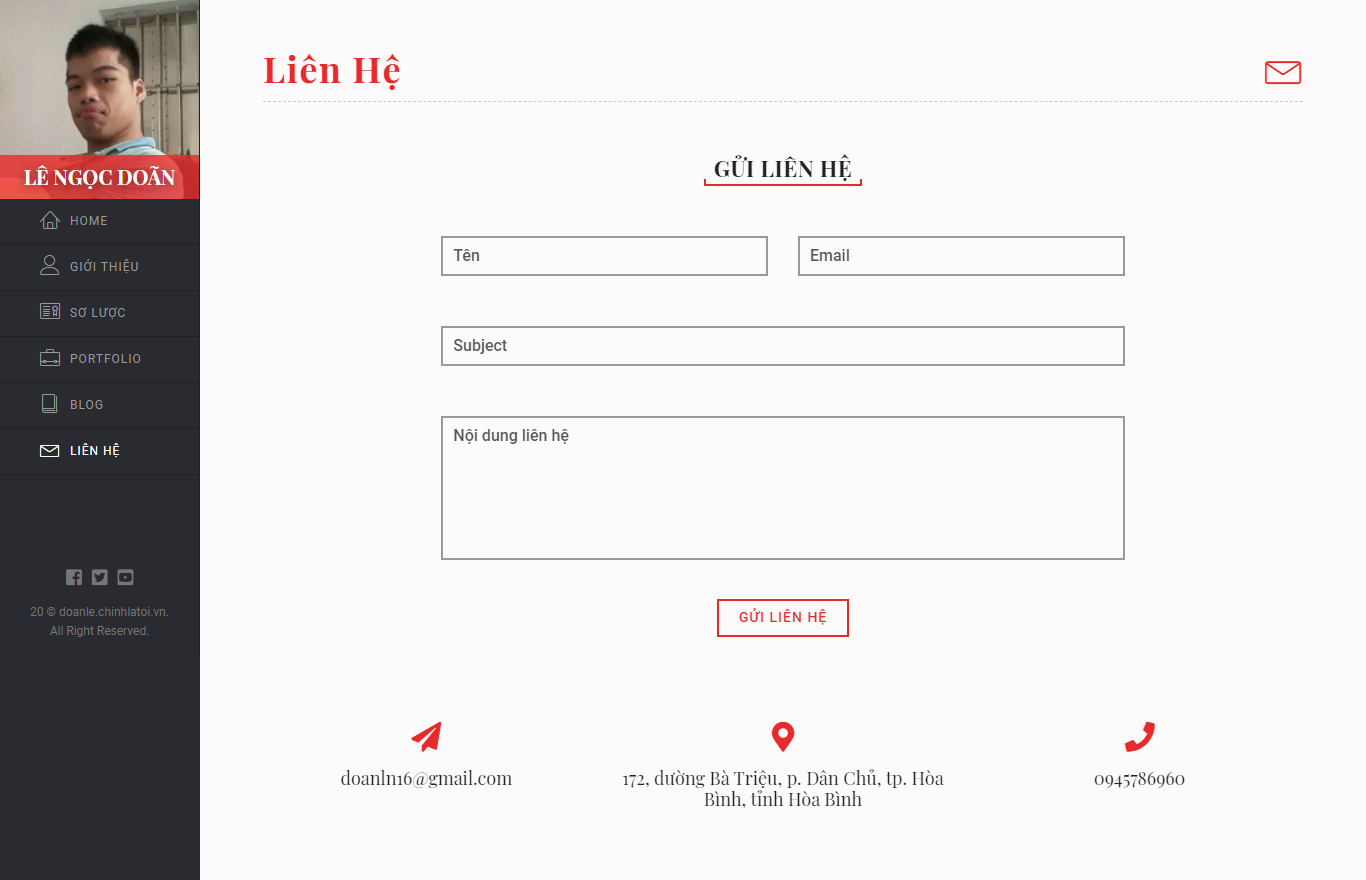 LÊ NGỌC DOÃN
HOME
GIỚI THIỆU
SƠ LƯỢC
PORTFOLIO
BLOG
LIÊN HỆ
20 © doanle.chinhlatoi.vn.
All Right Reserved.
Liên Hệ
GỬI LIÊN HỆ
Tên
Email
Subject
Nội dung liên hệ
GỬI LIÊN HỆ
doanln16@gmail.com
172, đường Bà Triệu, p. Dân Chủ, tp. Hòa
Bình, tỉnh Hòa Bình
0945786960